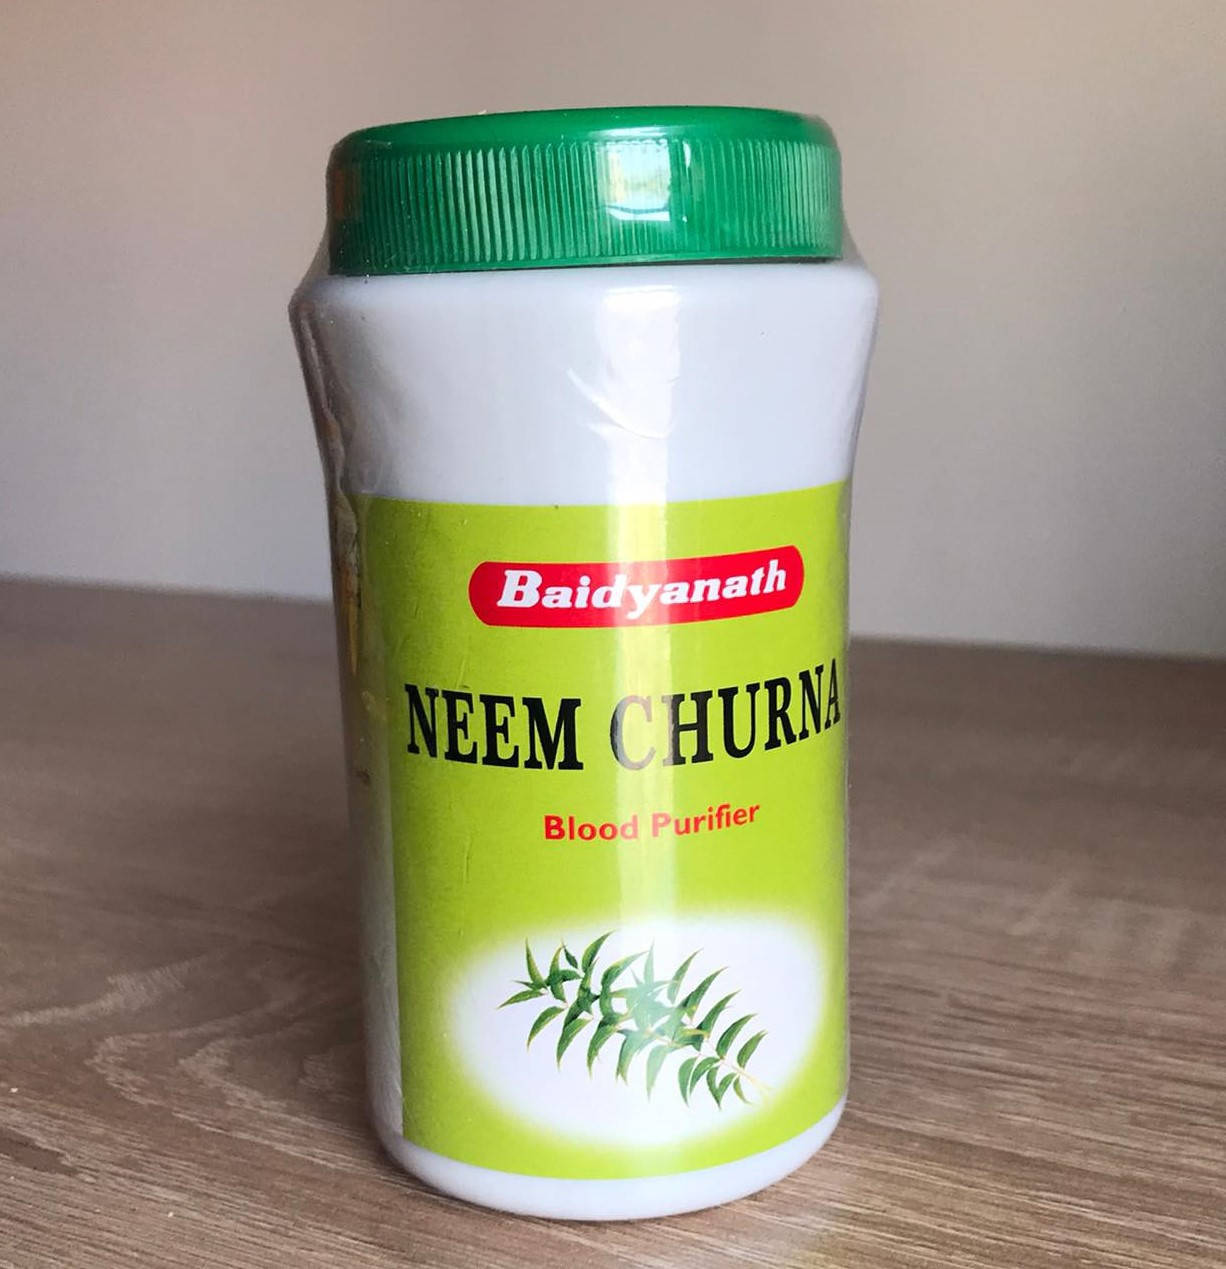 Baidyanath
NEEM CHURNA
Blood Purifier